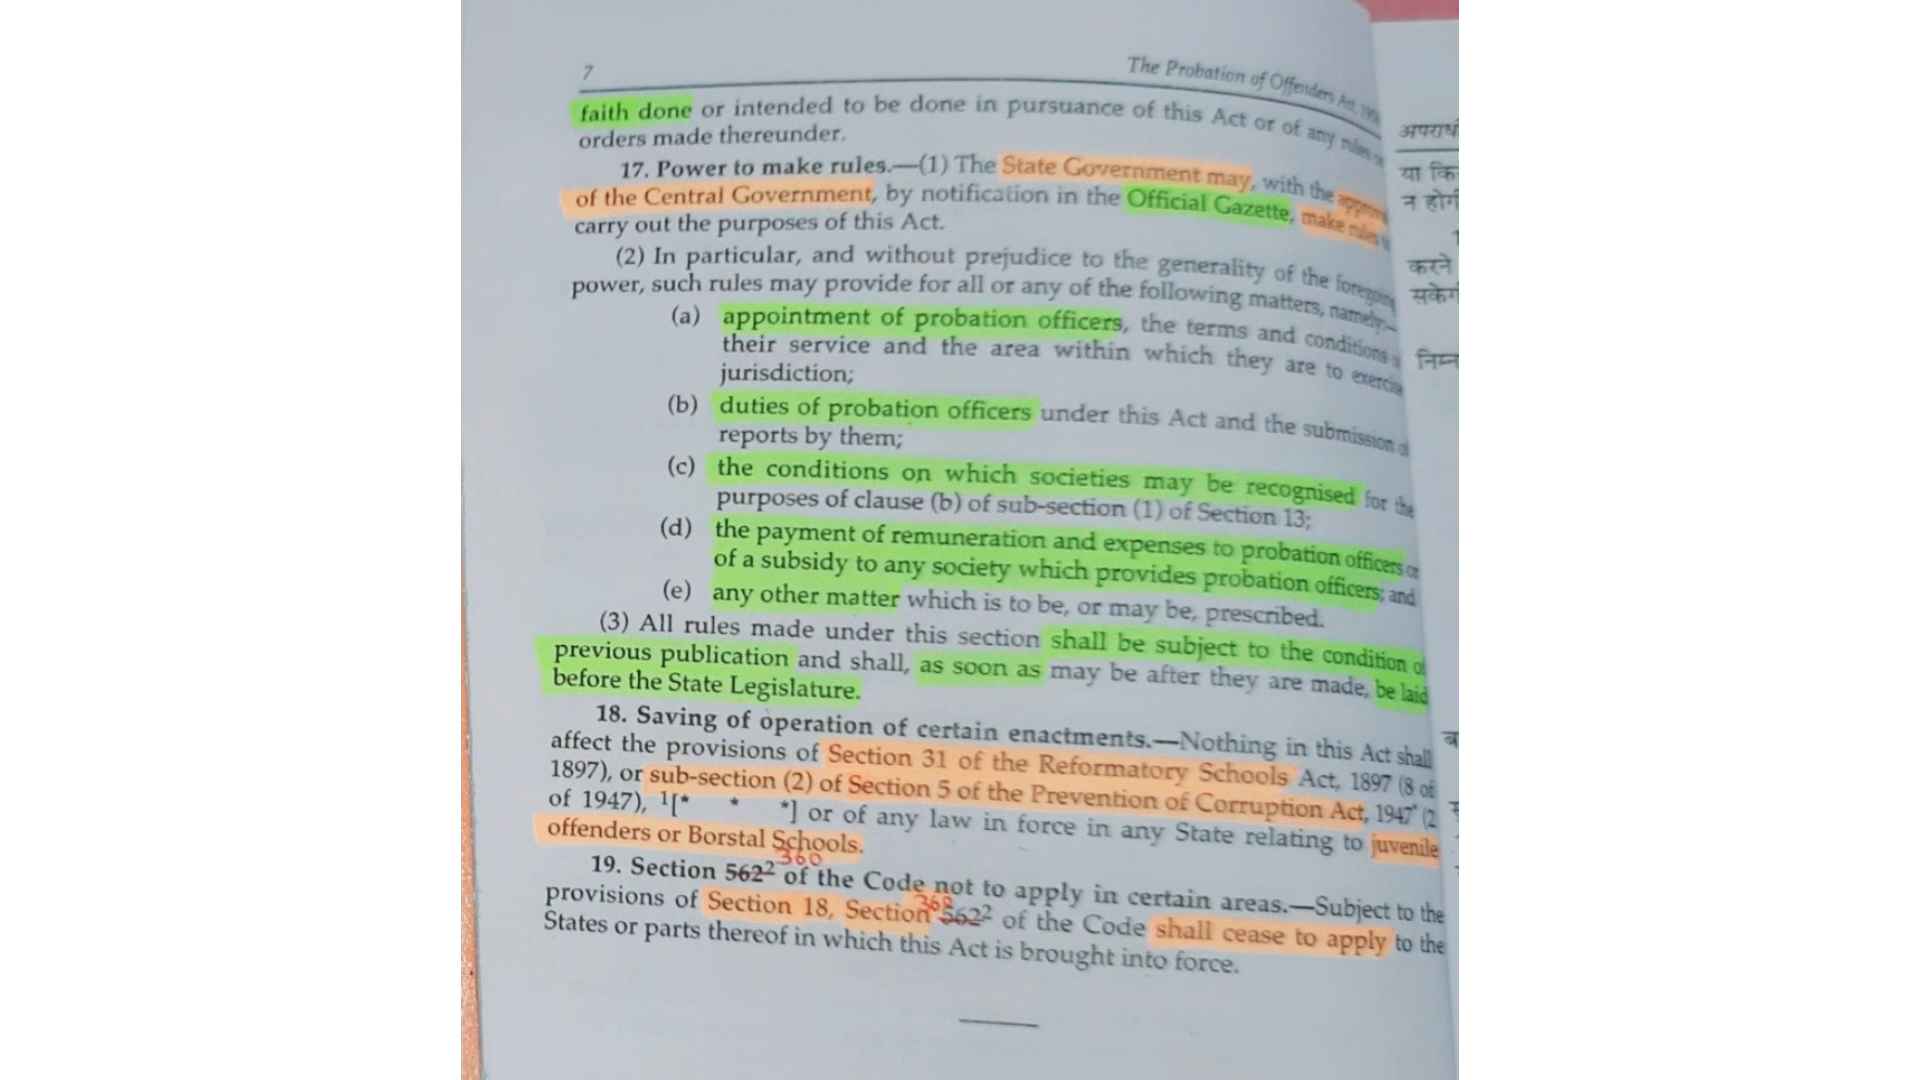 7
The Probation of Offenders Act, 1958
faith done or intended to be done in pursuance of this Act or of any rules or
orders made thereunder.
17. Power to make rules.—(1) The State Government may, with the approval
of the Central Government, by notification in the Official Gazette, make rules to
carry out the purposes of this Act.
(2) In particular, and without prejudice to the generality of the foregoing
power, such rules may provide for all or any of the following matters, namely:—
(a) appointment of probation officers, the terms and conditions of
their service and the area within which they are to exercise
jurisdiction;
(b) duties of probation officers under this Act and the submission of
reports by them;
(c) the conditions on which societies may be recognised for the
purposes of clause (b) of sub-section (1) of Section 13;
(d) the payment of remuneration and expenses to probation officers or
of a subsidy to any society which provides probation officers; and
(e) any other matter which is to be, or may be, prescribed.
(3) All rules made under this section shall be subject to the condition of
previous publication and shall, as soon as may be after they are made, be laid
before the State Legislature.
18. Saving of operation of certain enactments.—Nothing in this Act shall
affect the provisions of Section 31 of the Reformatory Schools Act, 1897 (8 of
1897), or sub-section (2) of Section 5 of the Prevention of Corruption Act, 1947 (2
of 1947), 1[* * *] or of any law in force in any State relating to juvenile
offenders or Borstal Schools.
360
19. Section 562² of the Code not to apply in certain areas.—Subject to the
360
provisions of Section 18, Section 562² of the Code shall cease to apply to the
States or parts thereof in which this Act is brought into force.
या कि
न होगी
करने